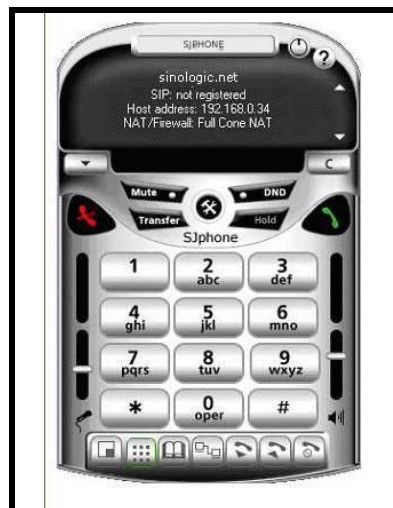 SJPHONE
?
sinologic.net
SIP: not registered
Host address: 192.168.0.34
NAT/Firewall: Full Cone NAT
C
Mute
DND
Transfer
Hold
SJphone
1
2
abc
3
def
4
ghi
5
jkl
6
mno
7
pqrs
8
tuv
9
wxyz
*
0
oper
#